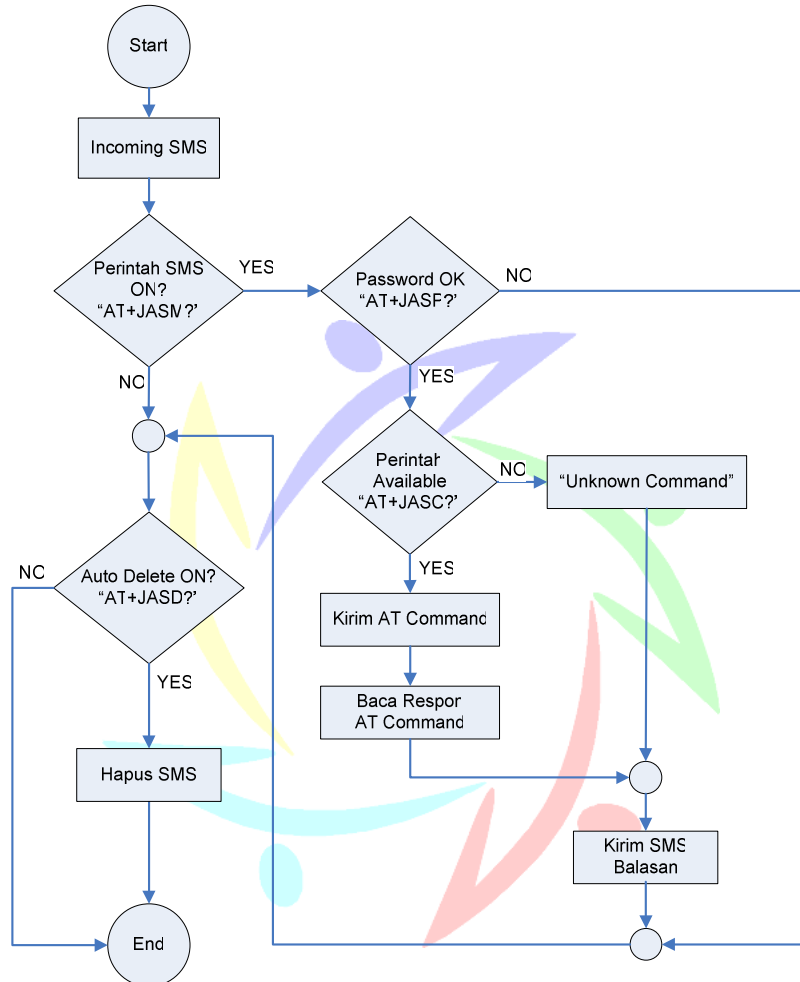 Start
Incoming SMS
Perintah SMS
ON?
“AT+JASM?”
YES
Password OK
“AT+JASP?”
NO
NO
YES
Perintah
Available
“AT+JASC?”
NO
“Unknown Command”
YES
Auto Delete ON?
“AT+JASD?”
NO
YES
Kirim AT Command
Baca Respon
AT Command
Hapus SMS
Kirim SMS
Balasan
End